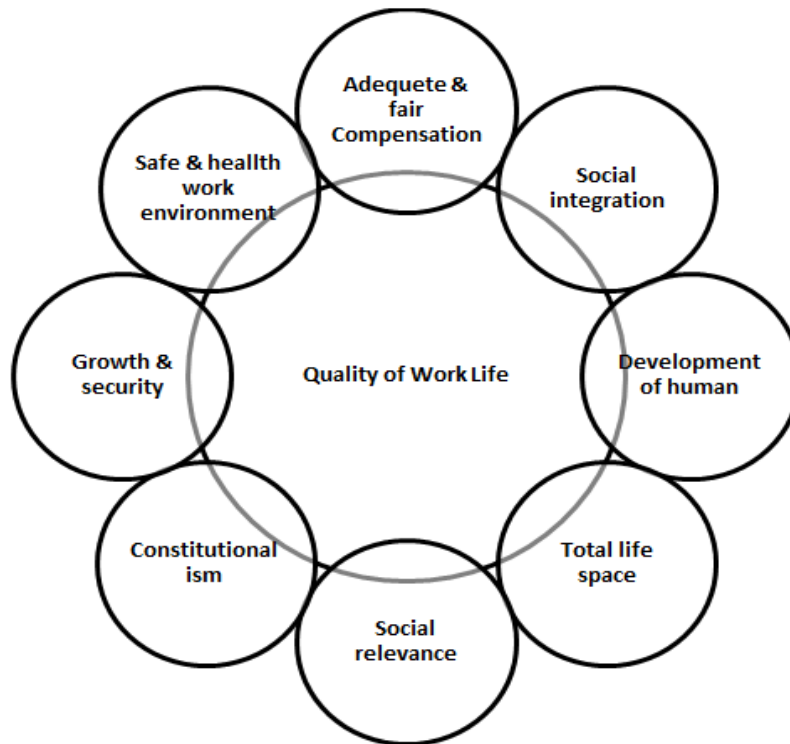 Adequete &
fair
Compensation
Safe & heallth
work
environment
Social
integration
Growth &
security
Quality of Work Life
Development
of human
Constitutional
ism
Total life
space
Social
relevance